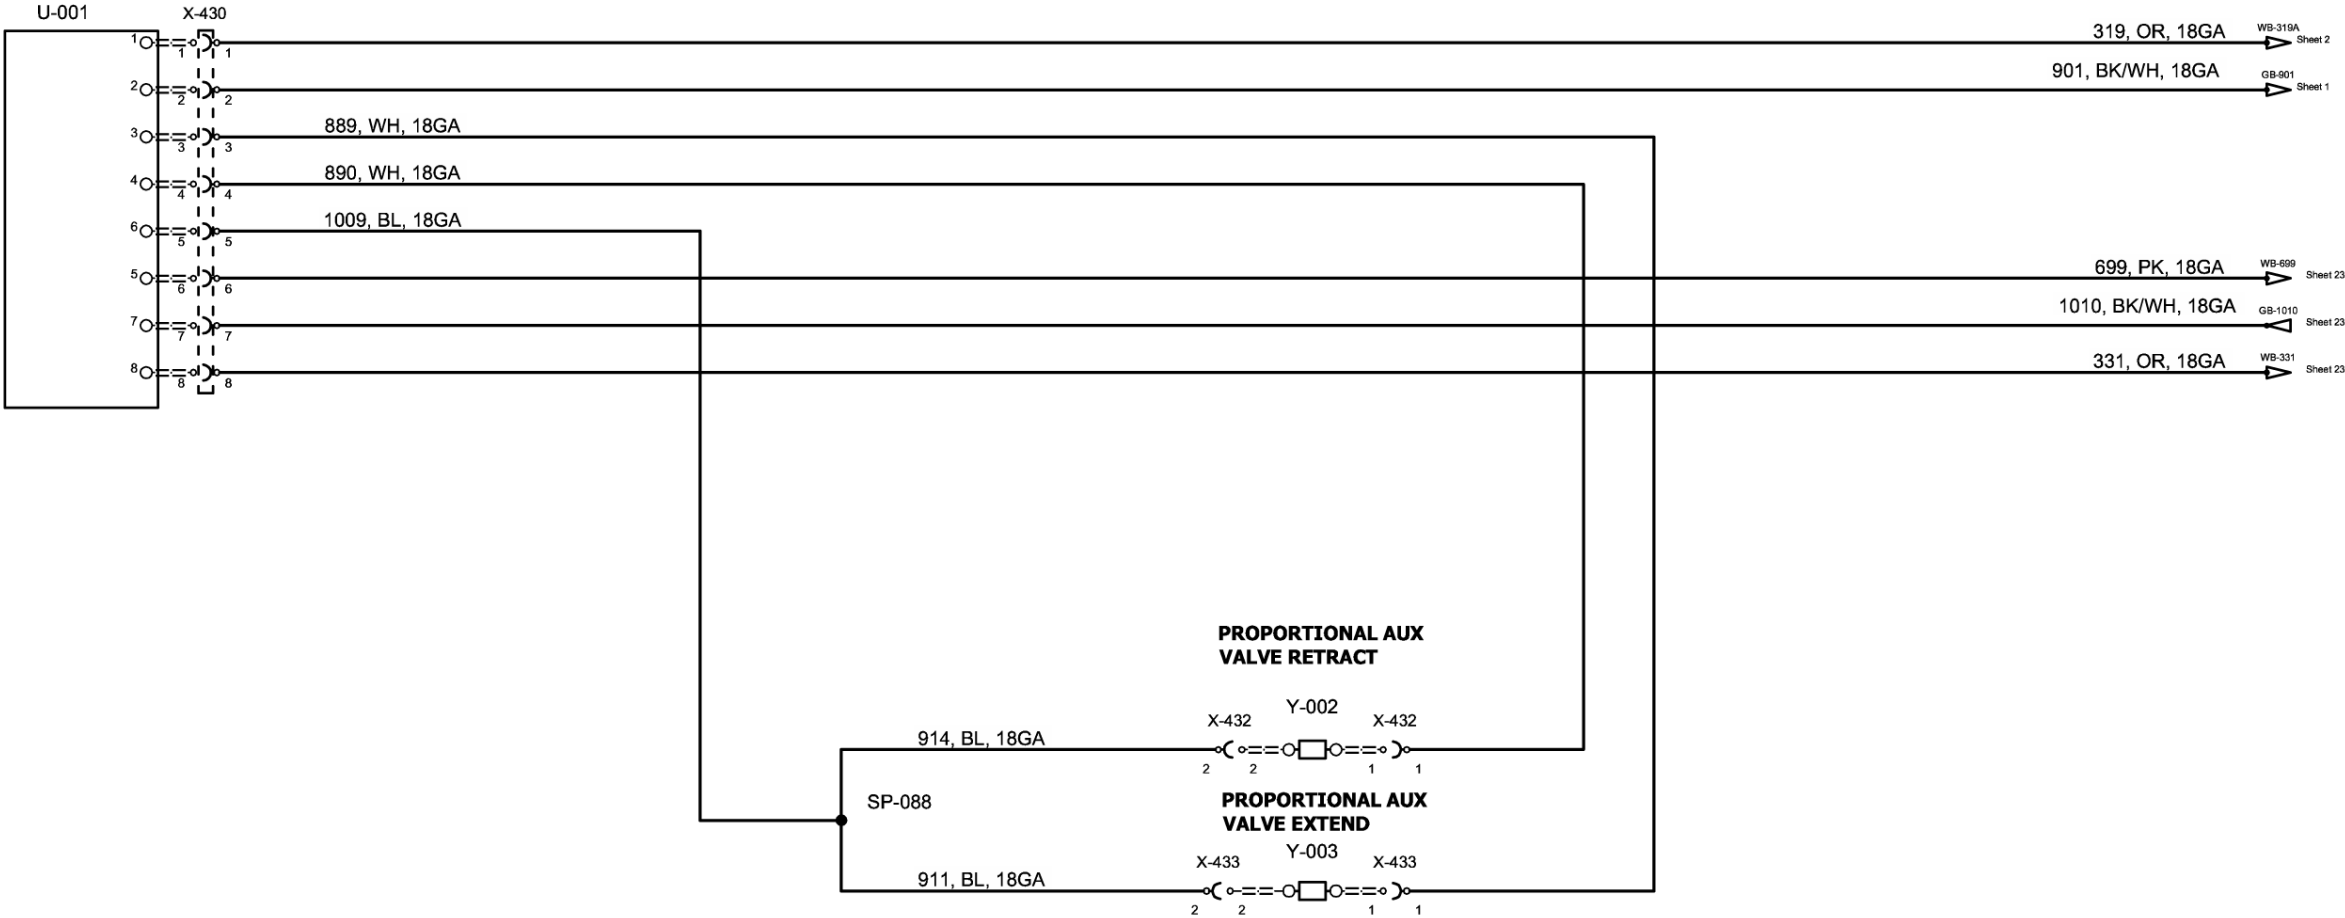 U-001 X-430
1 1 1 319, OR, 18GA WB-319A Sheet 2
2 2 2 901, BK/WH, 18GA GB-901 Sheet 1
3 3 3 889, WH, 18GA
4 4 4 890, WH, 18GA
6 5 5 1009, BL, 18GA
5 6 6 699, PK, 18GA WB-699 Sheet 23
7 7 7 1010, BK/WH, 18GA GB-1010 Sheet 23
8 8 8 331, OR, 18GA WB-331 Sheet 23
PROPORTIONAL AUX
VALVE RETRACT
Y-002
X-432 X-432
914, BL, 18GA
2 2 1 1
SP-088
PROPORTIONAL AUX
VALVE EXTEND
Y-003
X-433 X-433
911, BL, 18GA
2 2 1 1